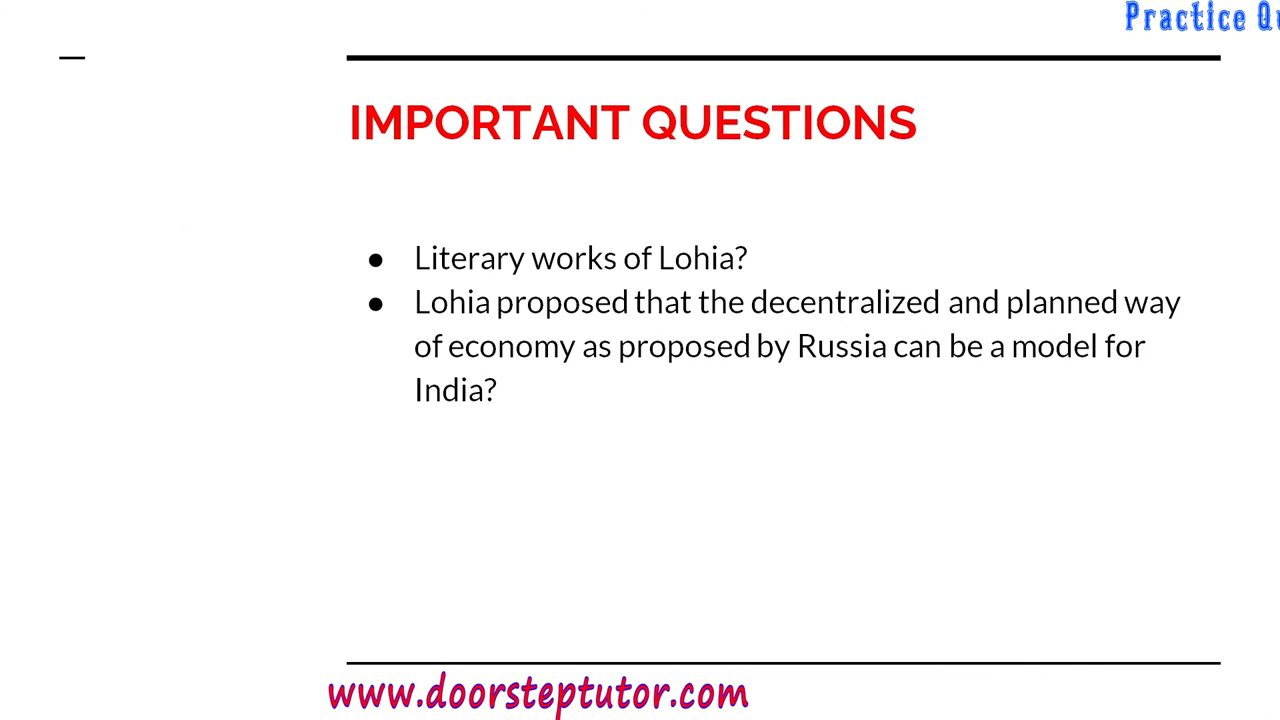 Practice Qu
IMPORTANT QUESTIONS
● Literary works of Lohia?
● Lohia proposed that the decentralized and planned way
of economy as proposed by Russia can be a model for
India?
www.doorsteptutor.com